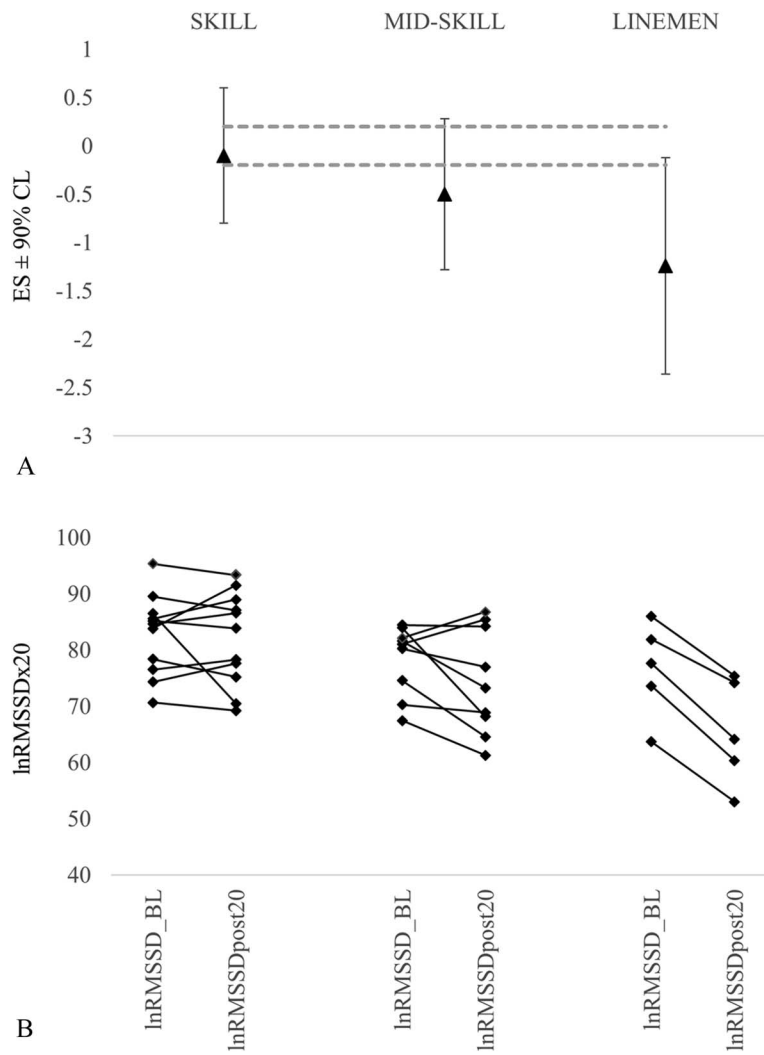 SKILL MID-SKILL LINEMEN
1
0.5
0
-0.5
-1
-1.5
-2
-2.5
-3
ES ± 90% CL
A
100
90
80
70
60
50
40
lnRMSSDx20
lnRMSSD_BL
lnRMSSDpost20
lnRMSSD_BL
lnRMSSDpost20
lnRMSSD_BL
lnRMSSDpost20
B